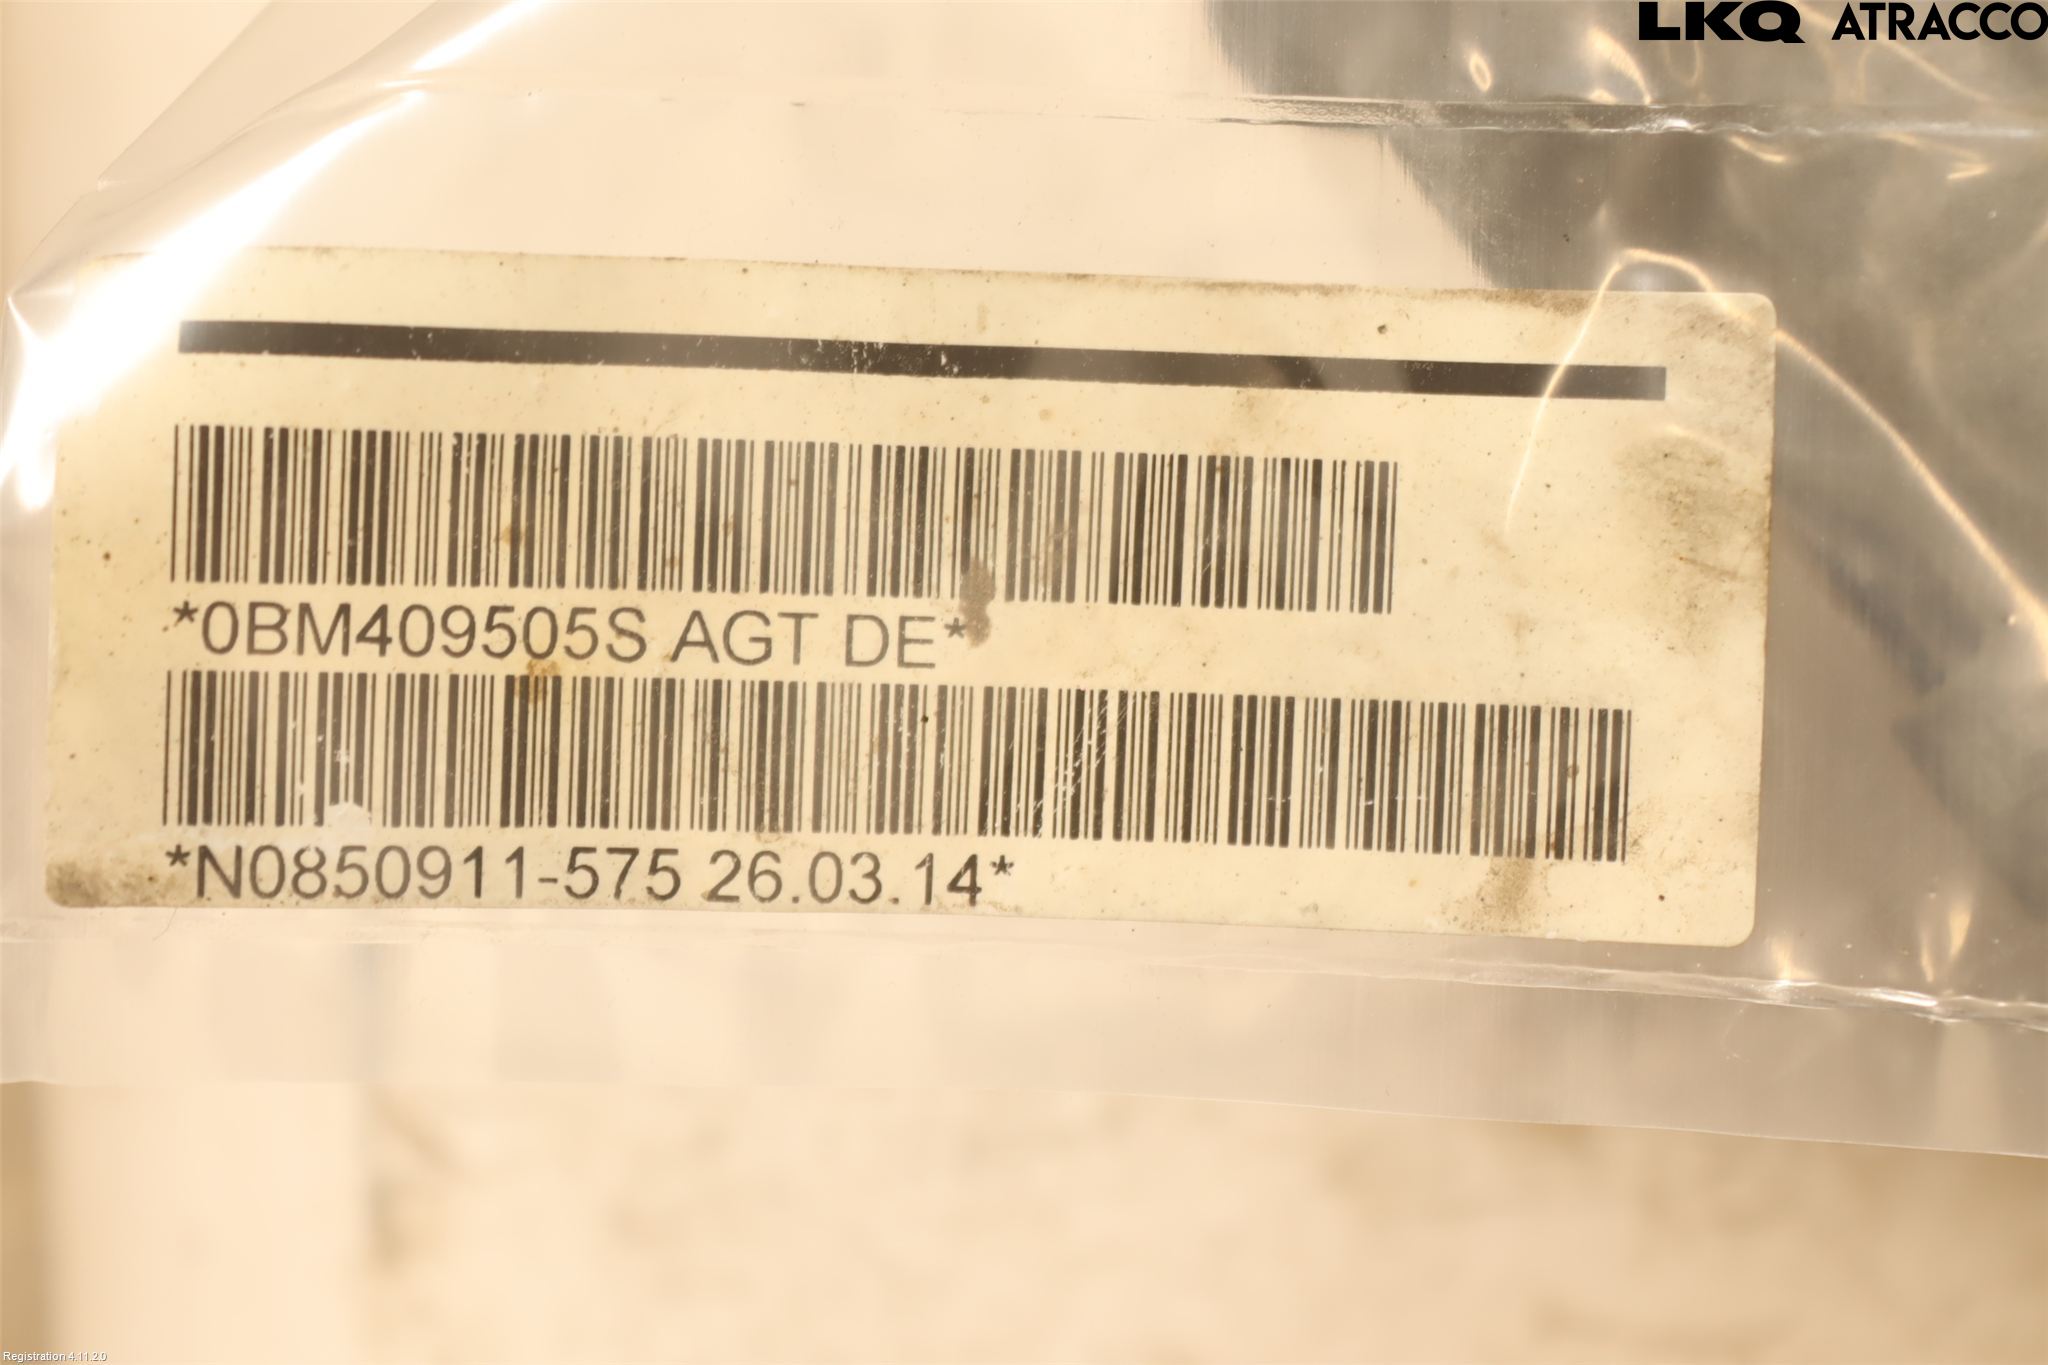 LKQ ATRACCO
*0BM409505S AGT DE*
*N0850911-575 26.03.14*
Registration 4.11.2.0